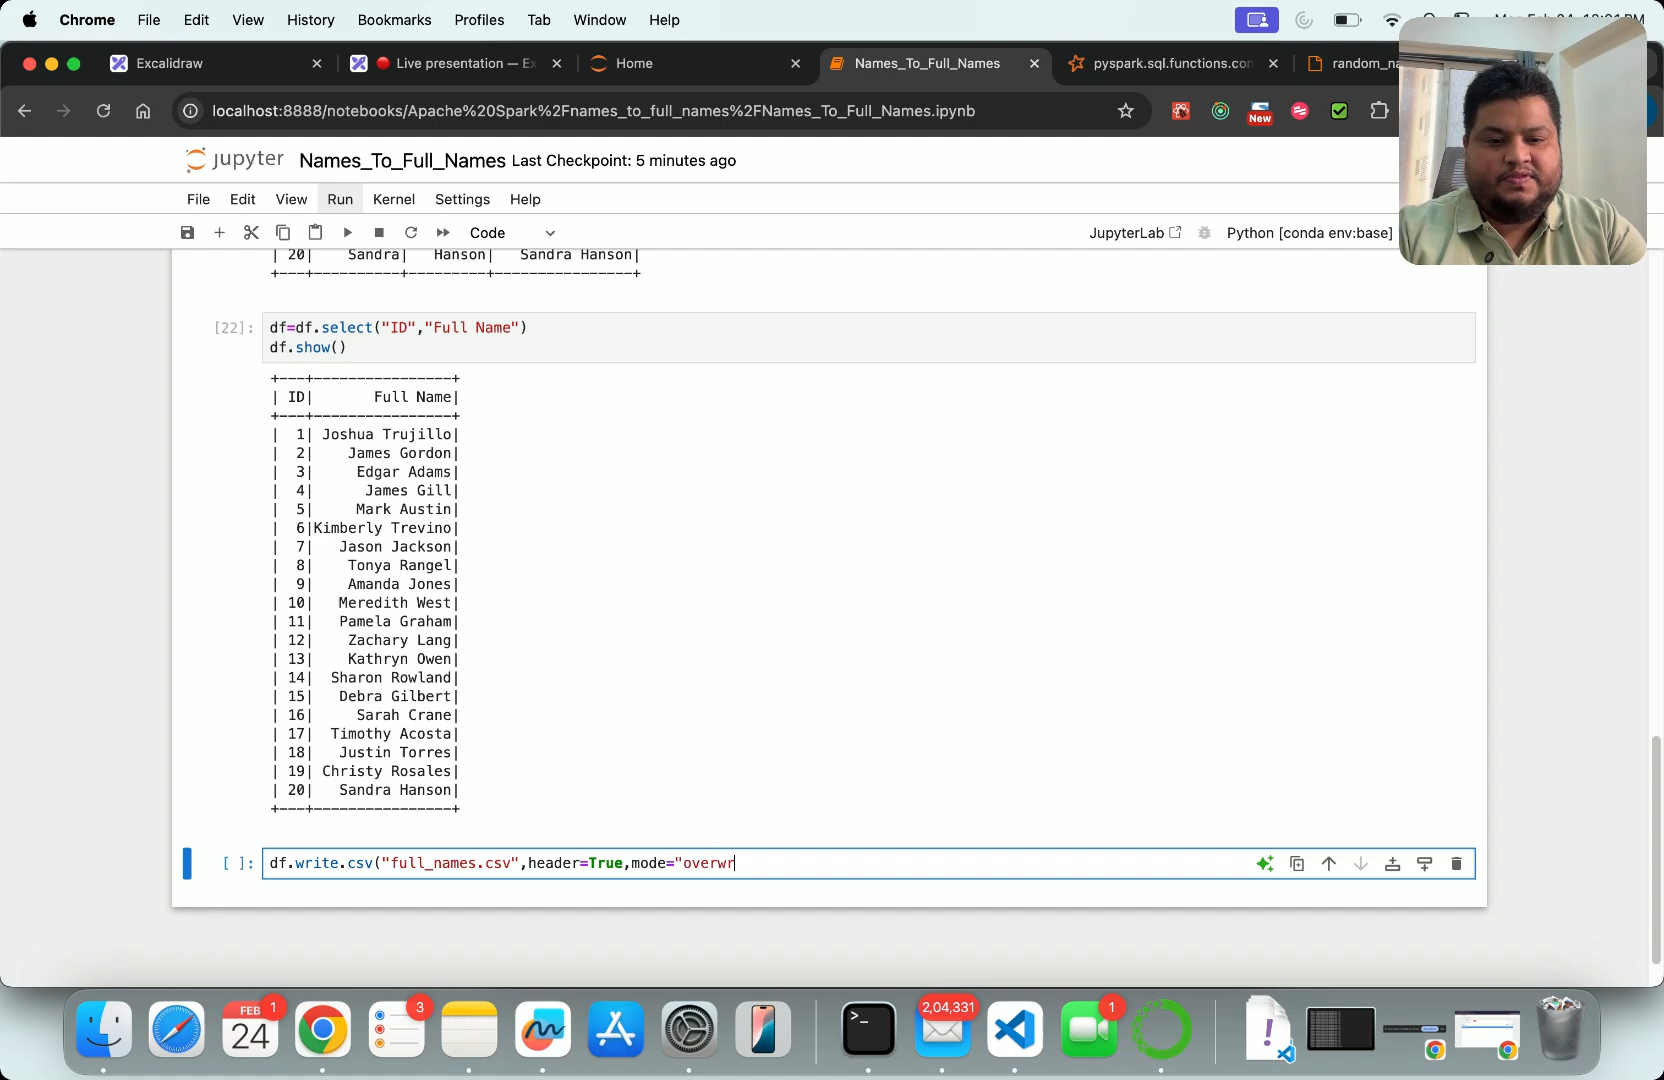 Chrome File Edit View History Bookmarks Profiles Tab Window Help
Excalidraw Live presentation — Ex Home Names_To_Full_Names pyspark.sql.functions.con random_na
localhost:8888/notebooks/Apache%20Spark%2Fnames_to_full_names%2FNames_To_Full_Names.ipynb New
jupyter Names_To_Full_Names Last Checkpoint: 5 minutes ago
File Edit View Run Kernel Settings Help
Code JupyterLab Python [conda env:base]
| 20| Sandra| Hanson| Sandra Hanson|
+---+----------+---------+----------------+
[22]: df=df.select("ID","Full Name")
df.show()
+---+----------------+
| ID| Full Name|
+---+----------------+
| 1| Joshua Trujillo|
| 2| James Gordon|
| 3| Edgar Adams|
| 4| James Gill|
| 5| Mark Austin|
| 6|Kimberly Trevino|
| 7| Jason Jackson|
| 8| Tonya Rangel|
| 9| Amanda Jones|
| 10| Meredith West|
| 11| Pamela Graham|
| 12| Zachary Lang|
| 13| Kathryn Owen|
| 14| Sharon Rowland|
| 15| Debra Gilbert|
| 16| Sarah Crane|
| 17| Timothy Acosta|
| 18| Justin Torres|
| 19| Christy Rosales|
| 20| Sandra Hanson|
+---+----------------+
[ ]: df.write.csv("full_names.csv",header=True,mode="overwr
FEB 24 1 3 2,04,331 1